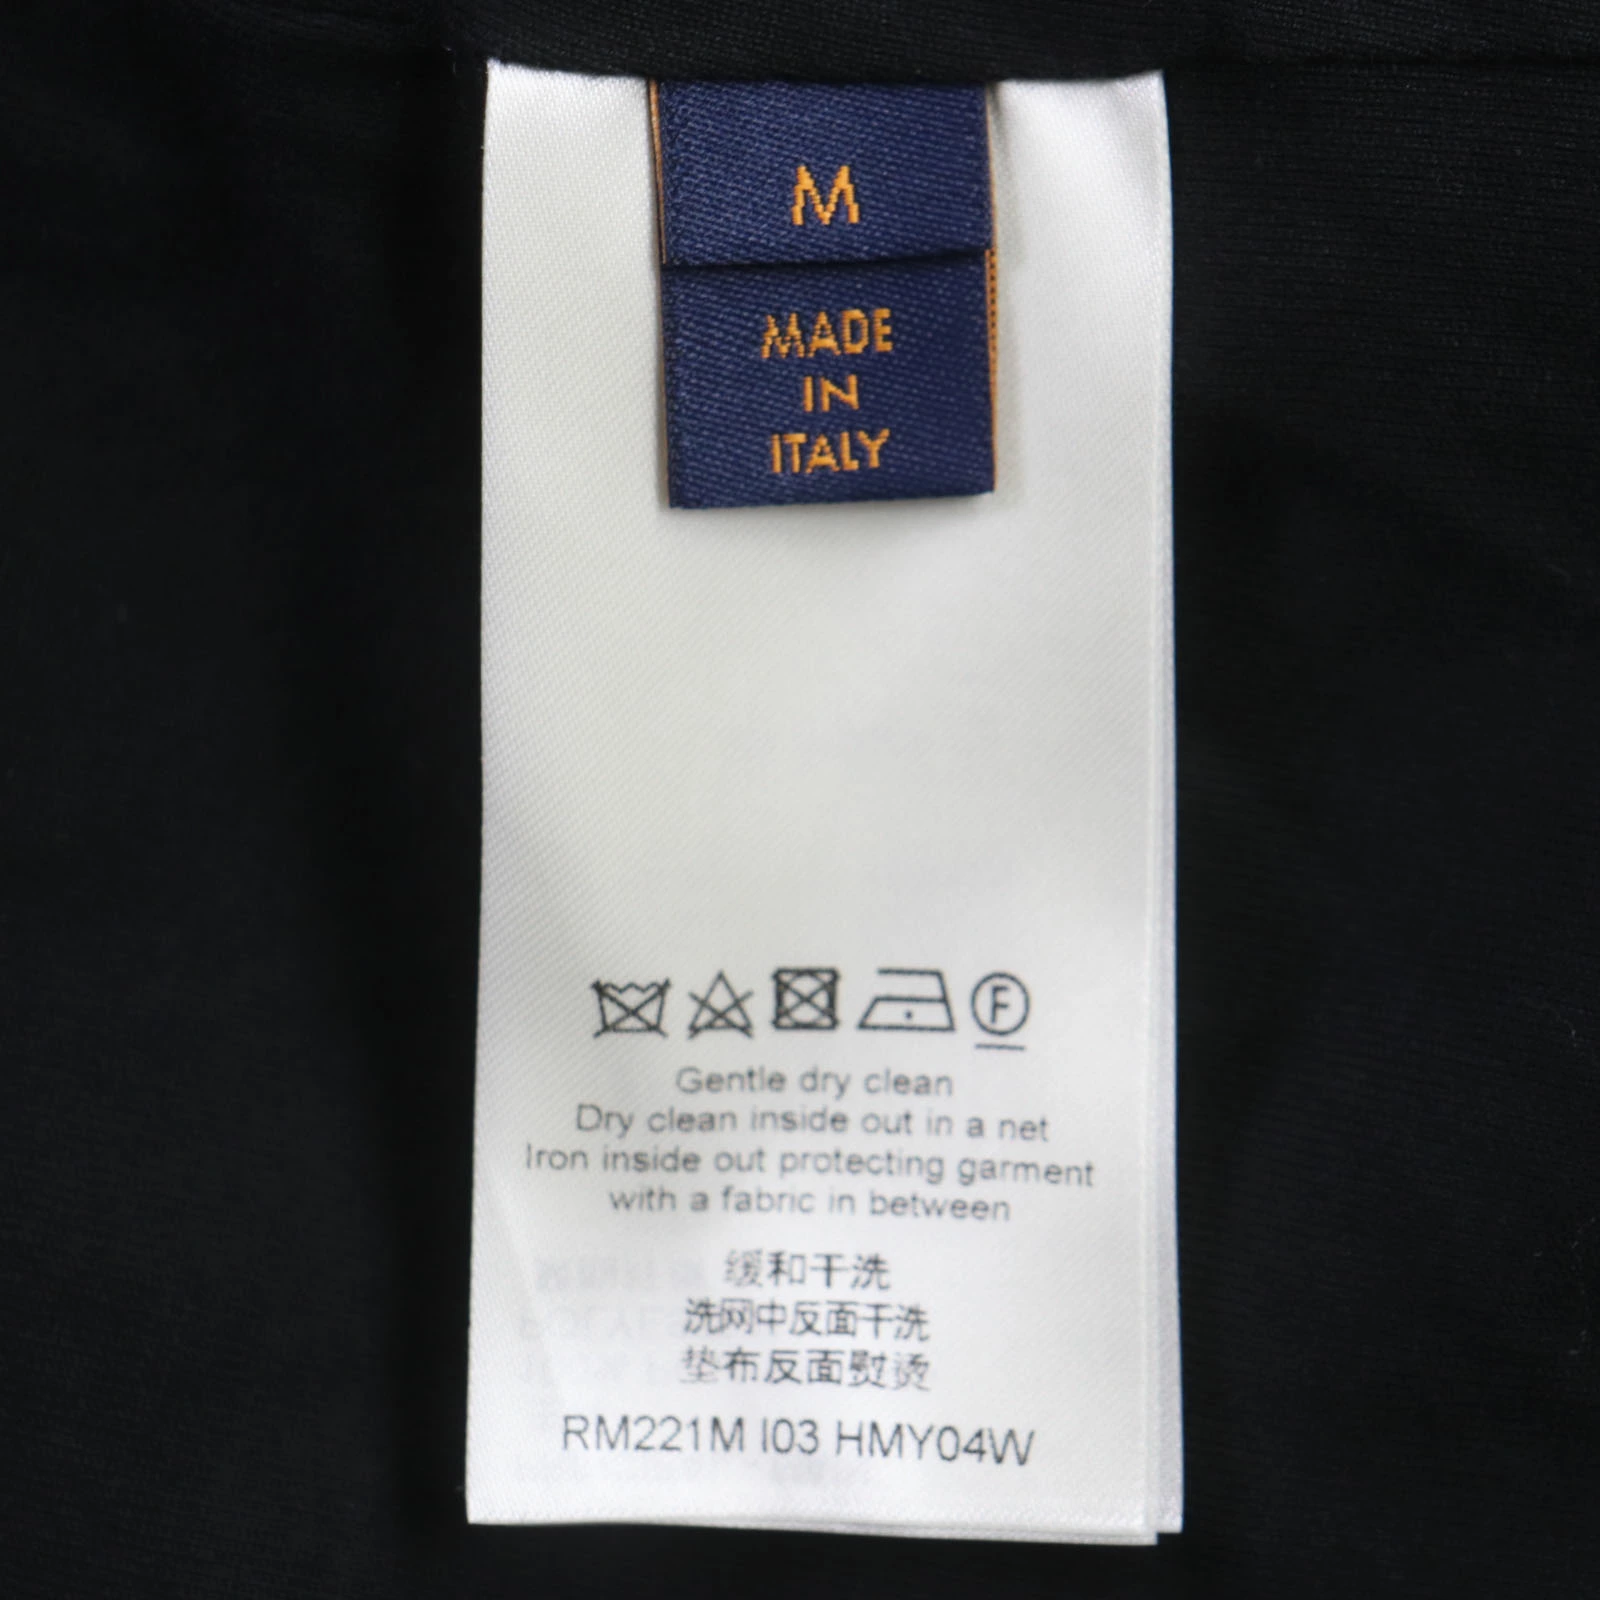 M
MADE
IN
ITALY
F
Gentle dry clean
Dry clean inside out in a net
Iron inside out protecting garment
with a fabric in between
缓和干洗
洗网中反面干洗
垫布反面熨烫
RM221M I03 HMY04W